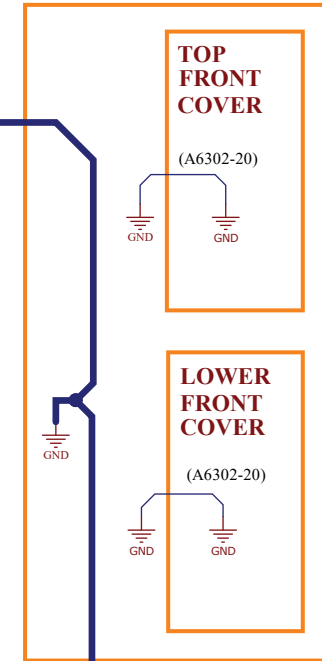 TOP
FRONT
COVER
(A6302-20)
GND
GND
LOWER
FRONT
COVER
(A6302-20)
GND
GND
GND